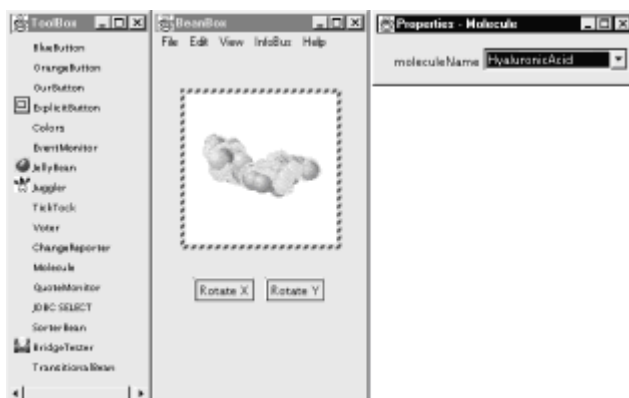 ToolBox
BlueButton
OrangeButton
OurButton
ExplicitButton
Colors
EventMonitor
JellyBean
Juggler
TickTock
Voter
ChangeReporter
Molecule
QuoteMonitor
JDBC SELECT
SorterBean
BridgeTester
TransitionalBean
BeanBox
File Edit View InfoBus Help
Rotate X Rotate Y
Properties - Molecule
moleculeName HyaluronicAcid